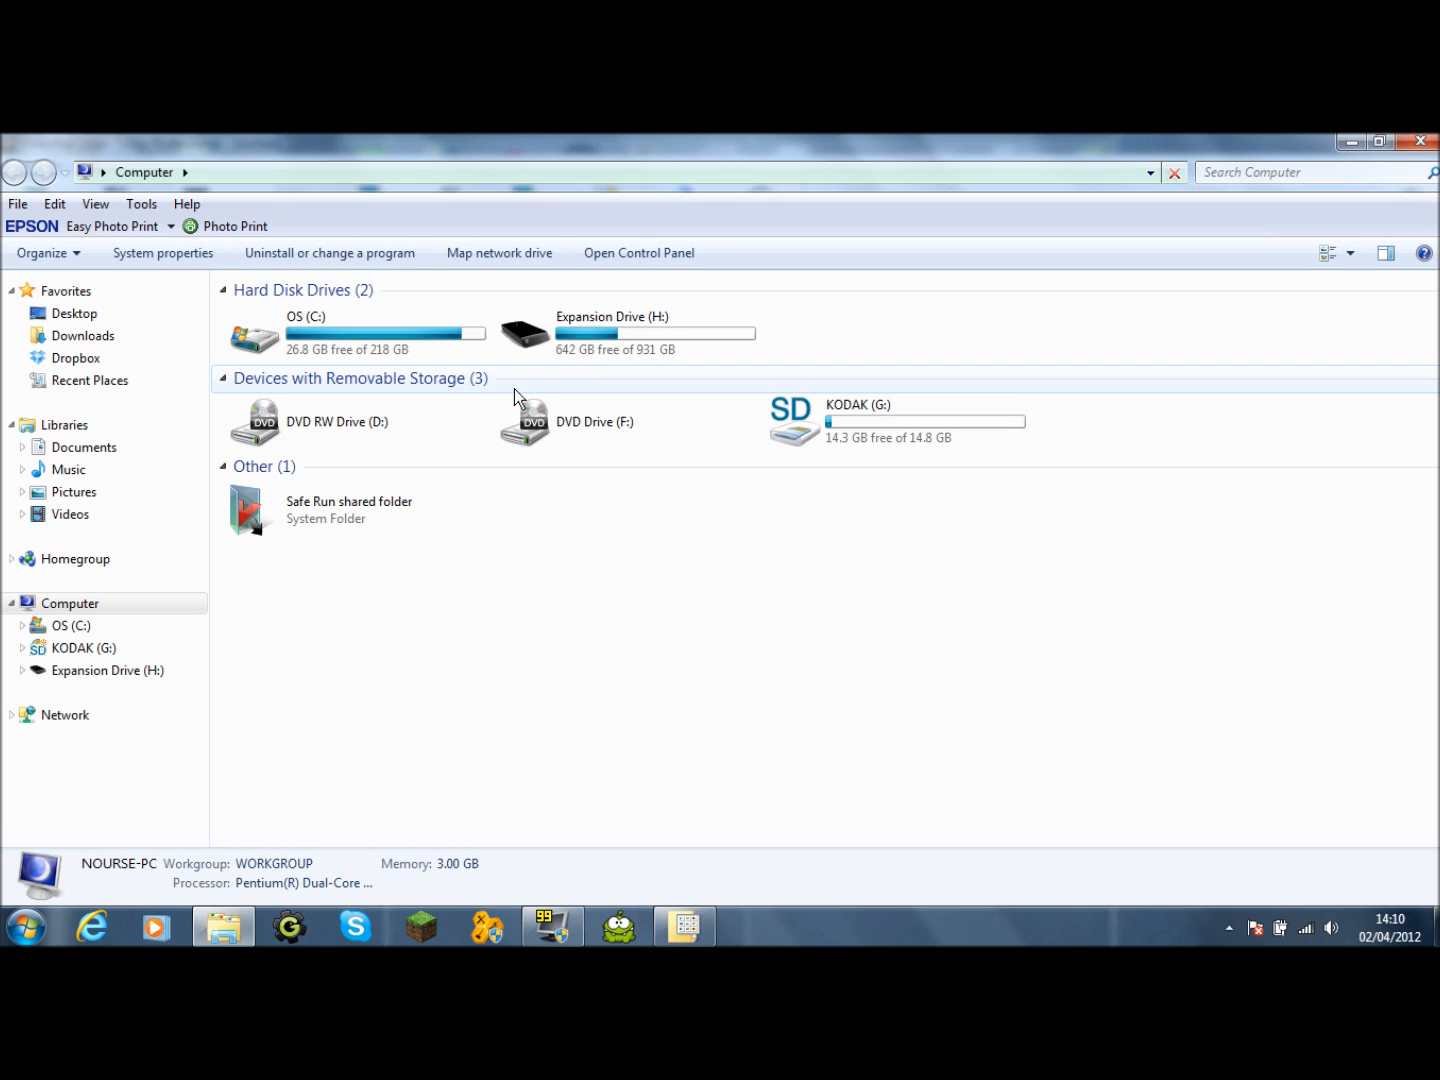 Computer
Search Computer
File Edit View Tools Help
EPSON Easy Photo Print Photo Print
Organize System properties Uninstall or change a program Map network drive Open Control Panel
Favorites
Desktop
Downloads
Dropbox
Recent Places
Libraries
Documents
Music
Pictures
Videos
Homegroup
Computer
OS (C:)
KODAK (G:)
Expansion Drive (H:)
Network
Hard Disk Drives (2)
OS (C:)
26.8 GB free of 218 GB
Expansion Drive (H:)
642 GB free of 931 GB
Devices with Removable Storage (3)
DVD
DVD RW Drive (D:)
DVD
DVD Drive (F:)
SD
KODAK (G:)
14.3 GB free of 14.8 GB
Other (1)
Safe Run shared folder
System Folder
NOURSE-PC Workgroup: WORKGROUP Memory: 3.00 GB
Processor: Pentium(R) Dual-Core ...
99
14:10
02/04/2012